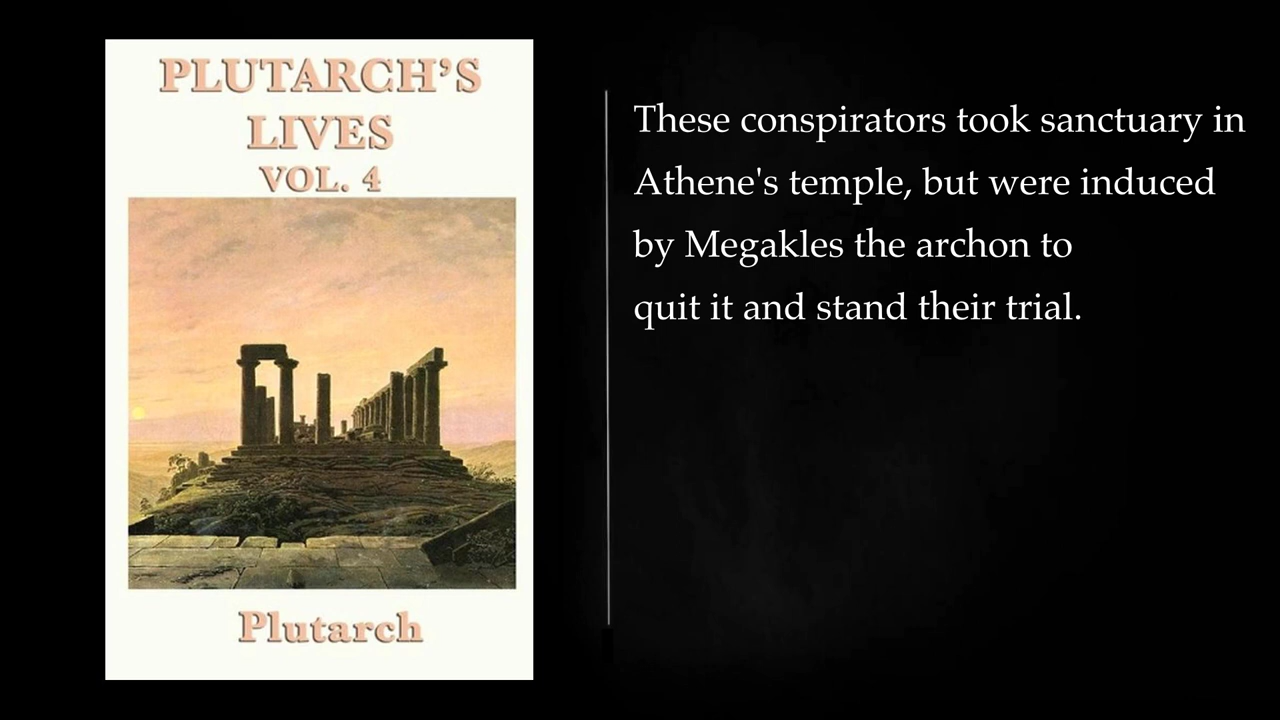 PLUTARCH'S
LIVES
VOL. 4
Plutarch
These conspirators took sanctuary in
Athene's temple, but were induced
by Megakles the archon to
quit it and stand their trial.